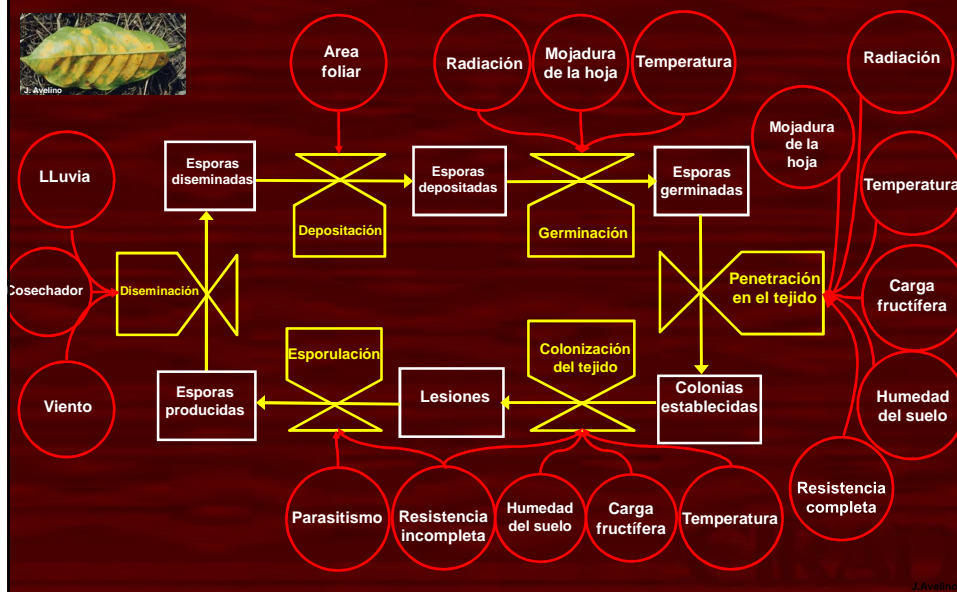 J. Avelino
Area
foliar
Radiación
Mojadura
de la hoja
Temperatura
Radiación
Mojadura
de la
hoja
LLuvia
Esporas
diseminadas
Esporas
depositadas
Esporas
germinadas
Temperatura
Depositación
Germinación
Cosechador
Diseminación
Penetración
en el tejido
Carga
fructífera
Esporulación
Colonización
del tejido
Viento
Esporas
producidas
Lesiones
Colonias
establecidas
Humedad
del suelo
Parasitismo
Resistencia
incompleta
Humedad
del suelo
Carga
fructífera
Temperatura
Resistencia
completa
CIRAD
J.Avelino